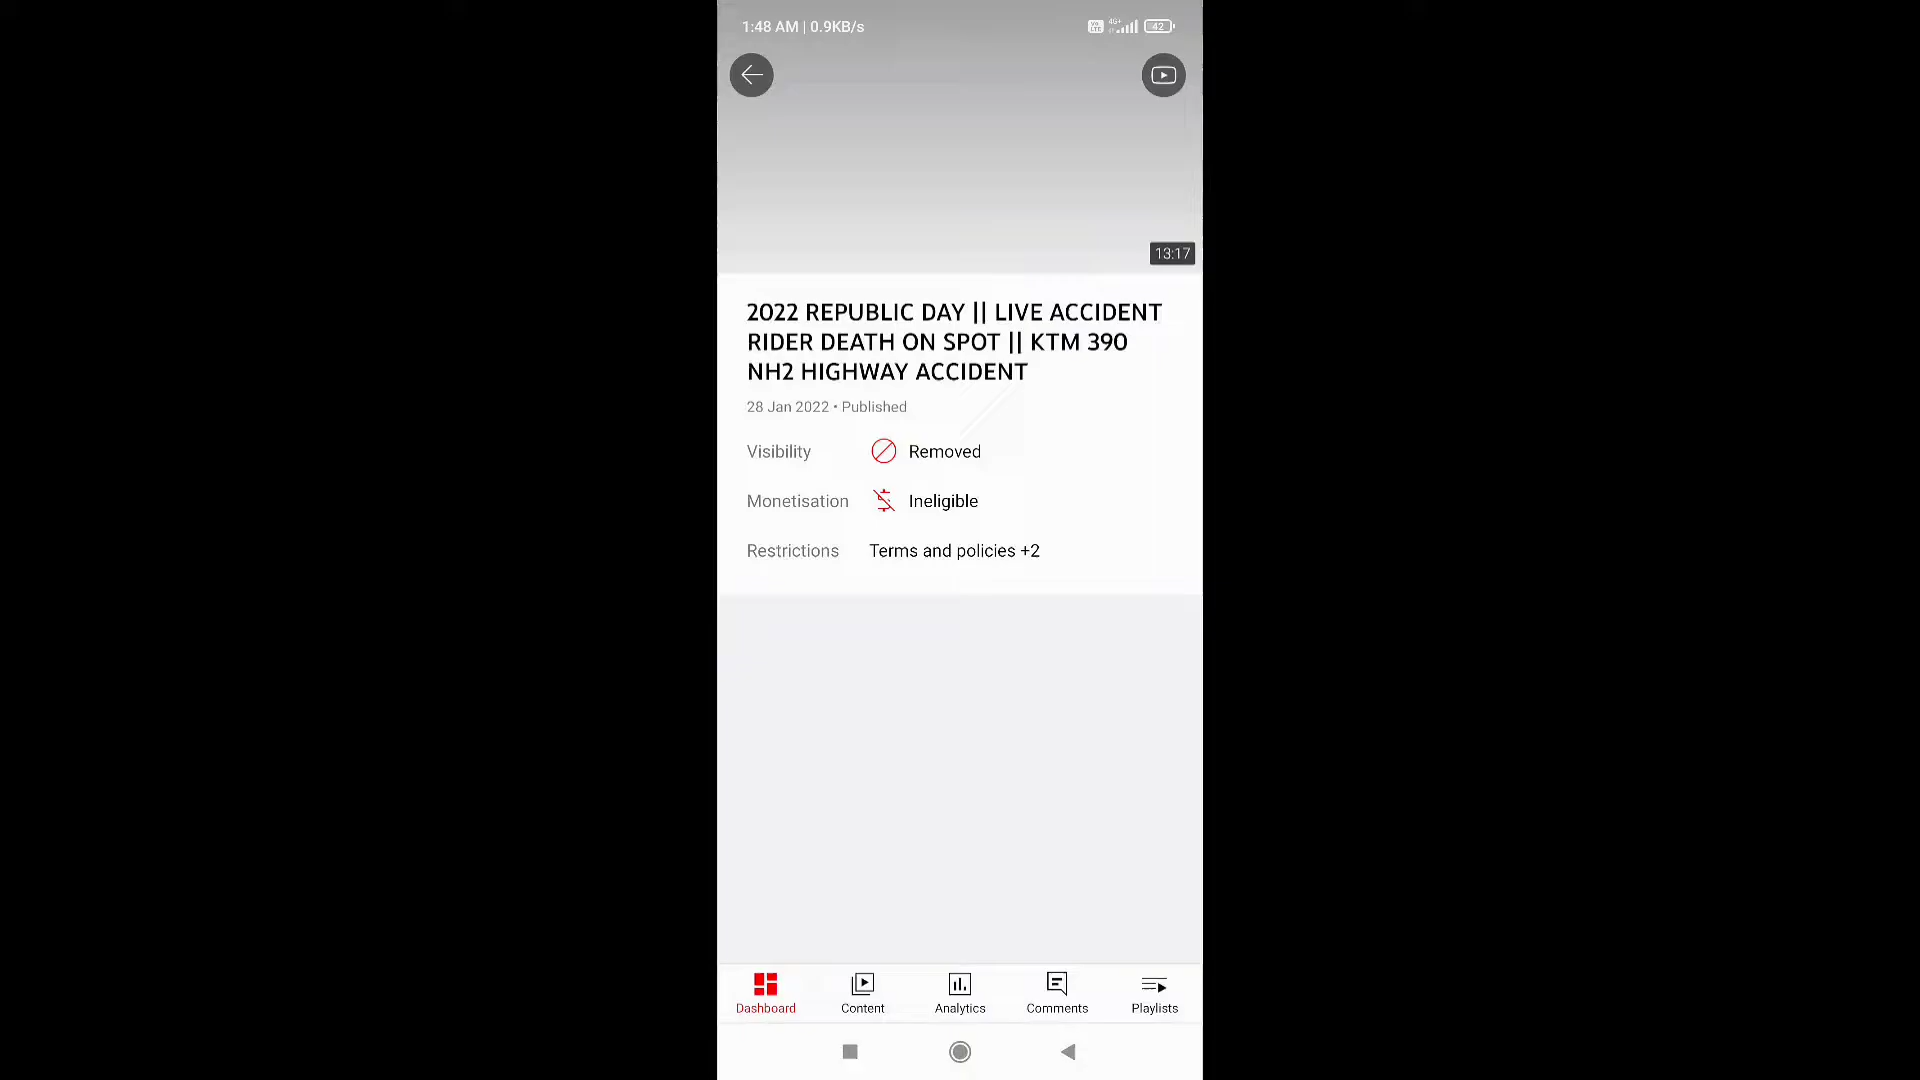 1:48 AM | 0.9KB/s
4G+
42
13:17
2022 REPUBLIC DAY || LIVE ACCIDENT
RIDER DEATH ON SPOT || KTM 390
NH2 HIGHWAY ACCIDENT
28 Jan 2022 • Published
Visibility Removed
Monetisation Ineligible
Restrictions Terms and policies +2
Dashboard Content Analytics Comments Playlists